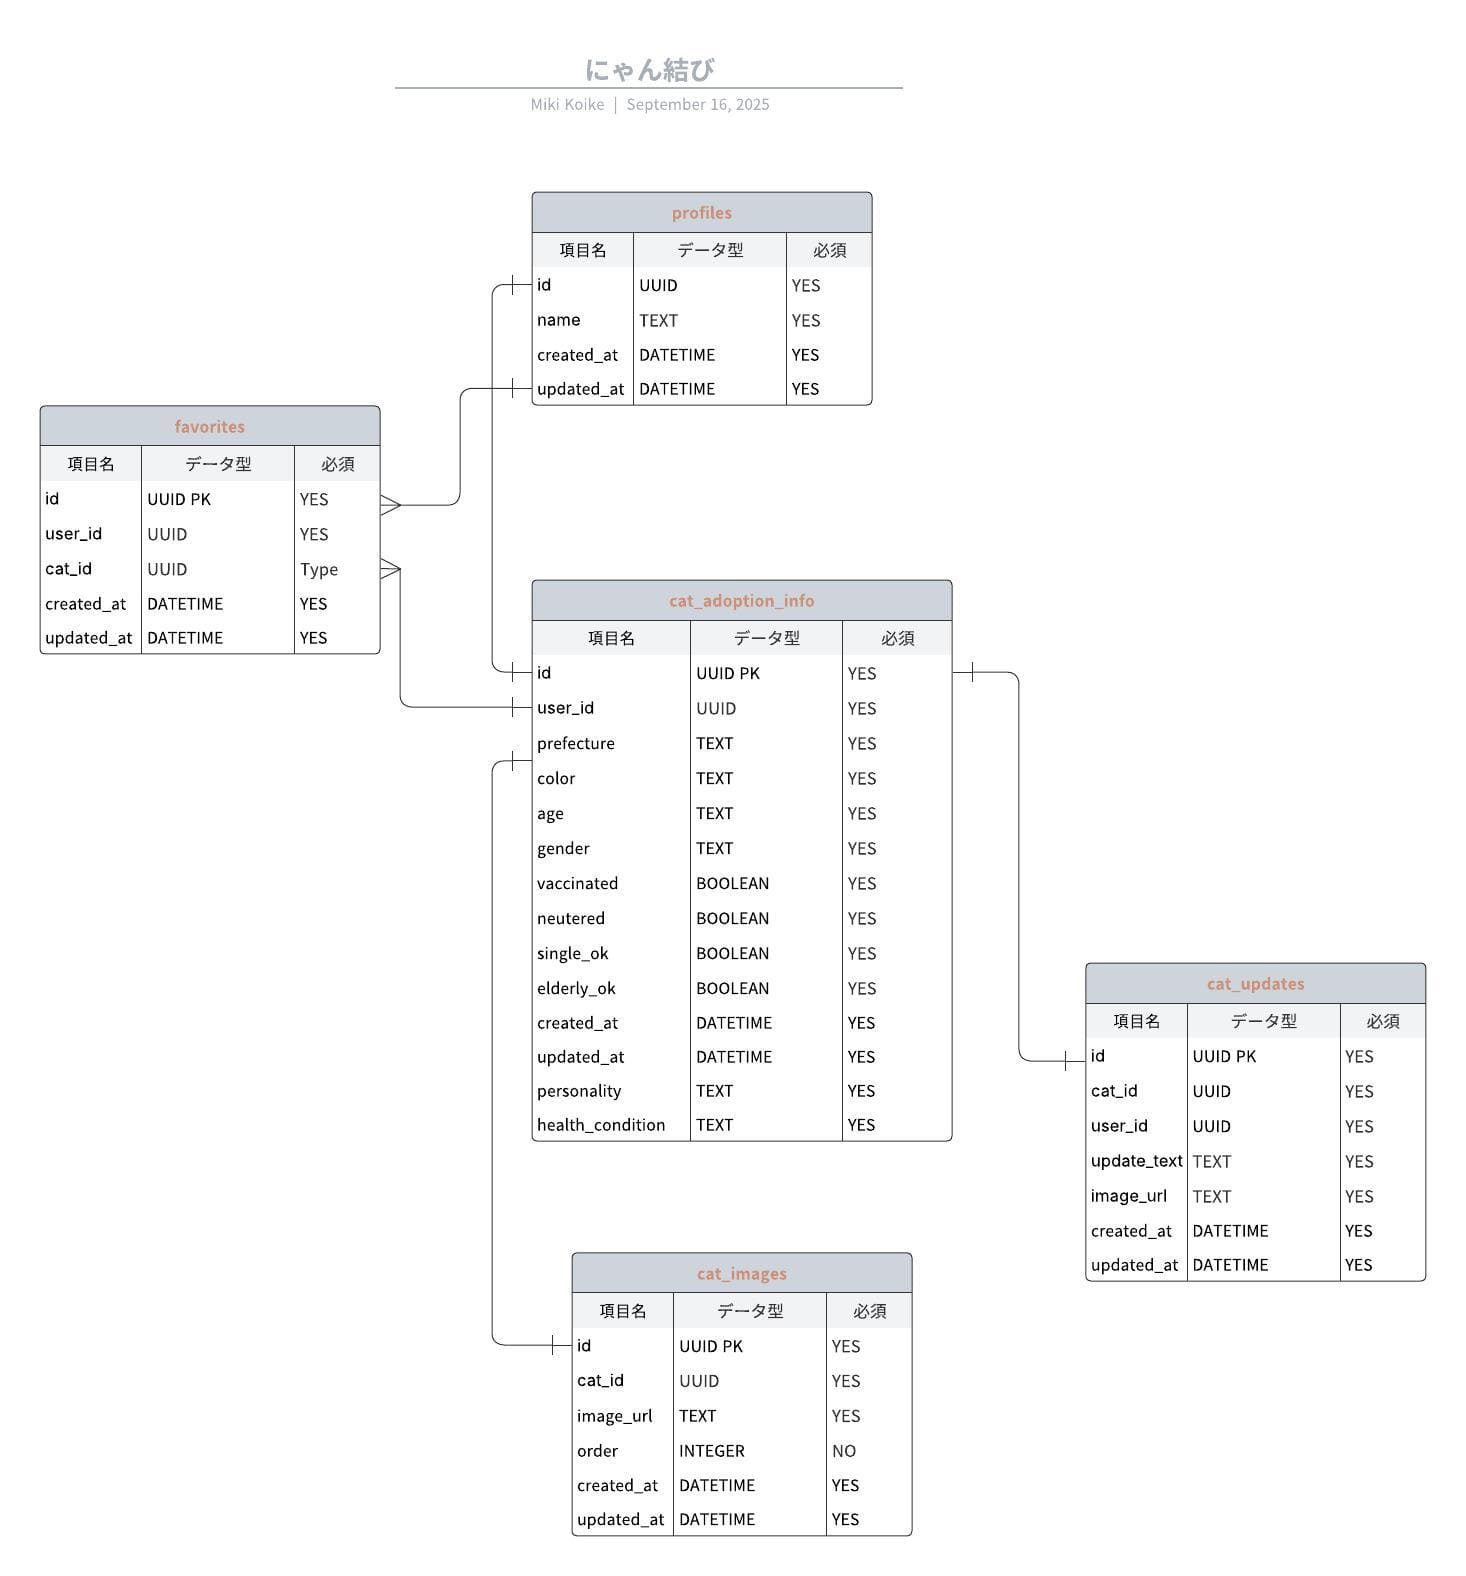 にゃん結び
Miki Koike | September 16, 2025
profiles
項目名 データ型 必須
id UUID YES
name TEXT YES
created_at DATETIME YES
updated_at DATETIME YES
favorites
項目名 データ型 必須
id UUID PK YES
user_id UUID YES
cat_id UUID Type
created_at DATETIME YES
updated_at DATETIME YES
cat_adoption_info
項目名 データ型 必須
id UUID PK YES
user_id UUID YES
prefecture TEXT YES
color TEXT YES
age TEXT YES
gender TEXT YES
vaccinated BOOLEAN YES
neutered BOOLEAN YES
single_ok BOOLEAN YES
elderly_ok BOOLEAN YES
created_at DATETIME YES
updated_at DATETIME YES
personality TEXT YES
health_condition TEXT YES
cat_updates
項目名 データ型 必須
id UUID PK YES
cat_id UUID YES
user_id UUID YES
update_text TEXT YES
image_url TEXT YES
created_at DATETIME YES
updated_at DATETIME YES
cat_images
項目名 データ型 必須
id UUID PK YES
cat_id UUID YES
image_url TEXT YES
order INTEGER NO
created_at DATETIME YES
updated_at DATETIME YES